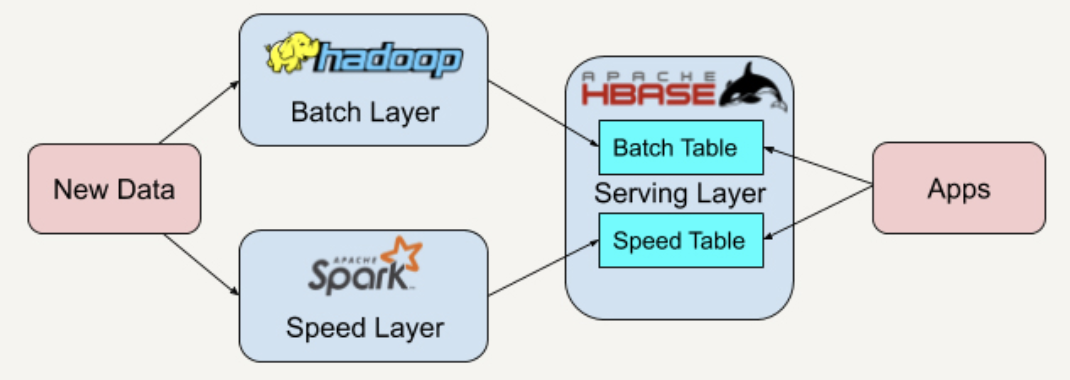 hadoop
Batch Layer
New Data
APACHE
Spark
Speed Layer
APACHE
HBASE
Batch Table
Serving Layer
Speed Table
Apps